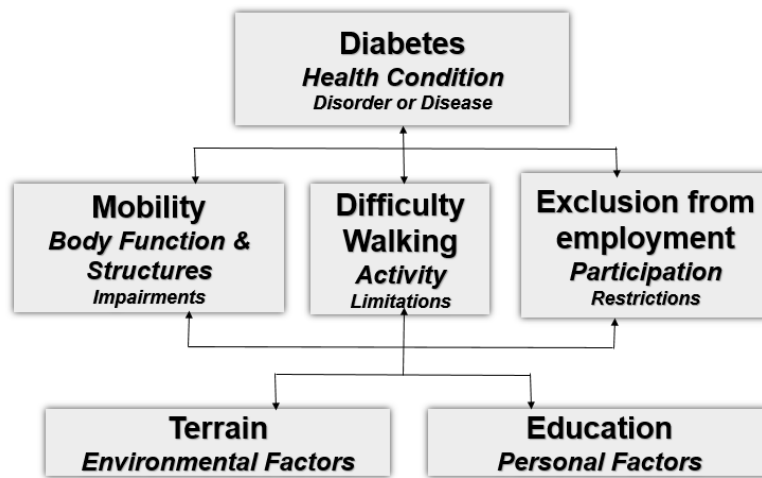 Diabetes
Health Condition
Disorder or Disease
Mobility
Body Function &
Structures
Impairments
Difficulty
Walking
Activity
Limitations
Exclusion from
employment
Participation
Restrictions
Terrain
Environmental Factors
Education
Personal Factors